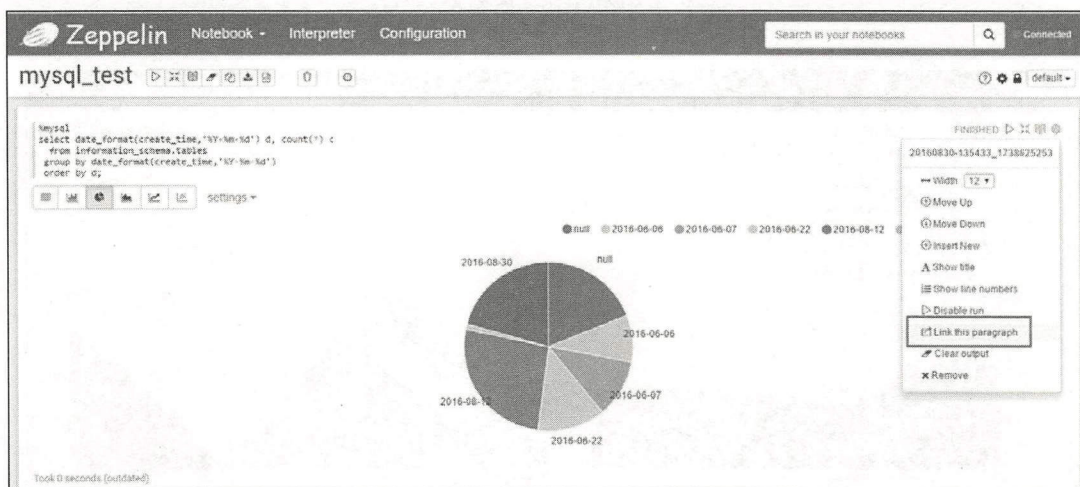 Zeppelin Notebook Interpreter Configuration Search in your notebooks Connected
mysql_test default
%mysql
select date_format(create_time,'%Y-%m-%d') d, count(*) c
from information_schema.tables
group by date_format(create_time,'%Y-%m-%d')
order by d;
FINISHED
20160830-135433_1738625253
Width 12
Move Up
Move Down
Insert New
Show title
Show line numbers
Disable run
Link this paragraph
Clear output
Remove
settings
null 2016-06-06 2016-06-07 2016-06-22 2016-08-12
2016-08-30
null
2016-06-06
2016-06-07
2016-08-12
2016-06-22
Took 0 seconds (outdated)